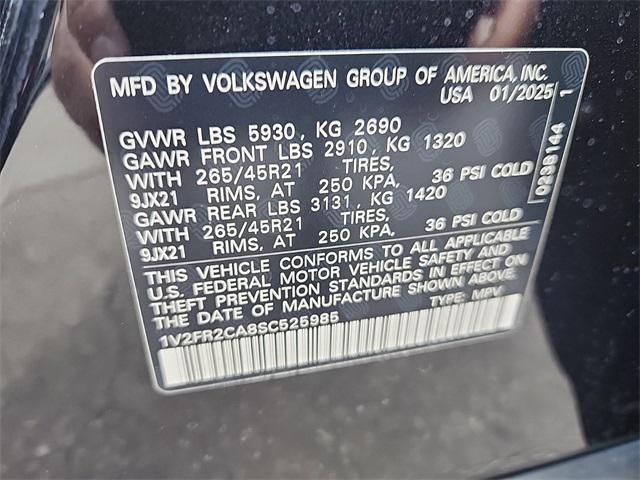 MFD BY VOLKSWAGEN GROUP OF AMERICA, INC.
USA 01/2025
1
GVWR LBS 5930, KG 2690
GAWR FRONT LBS 2910, KG 1320
WITH 265/45R21 TIRES,
9JX21 RIMS, AT 250 KPA, 36 PSI COLD
GAWR REAR LBS 3131, KG 1420
WITH 265/45R21 TIRES,
9JX21 RIMS, AT 250 KPA, 36 PSI COLD
THIS VEHICLE CONFORMS TO ALL APPLICABLE
U.S. FEDERAL MOTOR VEHICLE SAFETY AND
THEFT PREVENTION STANDARDS IN EFFECT ON
THE DATE OF MANUFACTURE SHOWN ABOVE.
1V2FR2CA8SC525985 TYPE: MPV
0238144